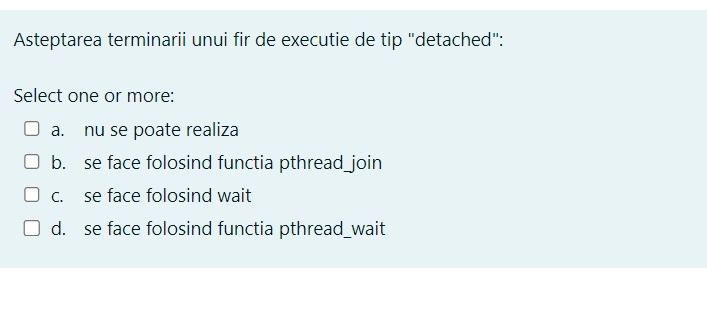 Asteptarea terminarii unui fir de executie de tip "detached":
Select one or more:
a. nu se poate realiza
b. se face folosind functia pthread_join
c. se face folosind wait
d. se face folosind functia pthread_wait